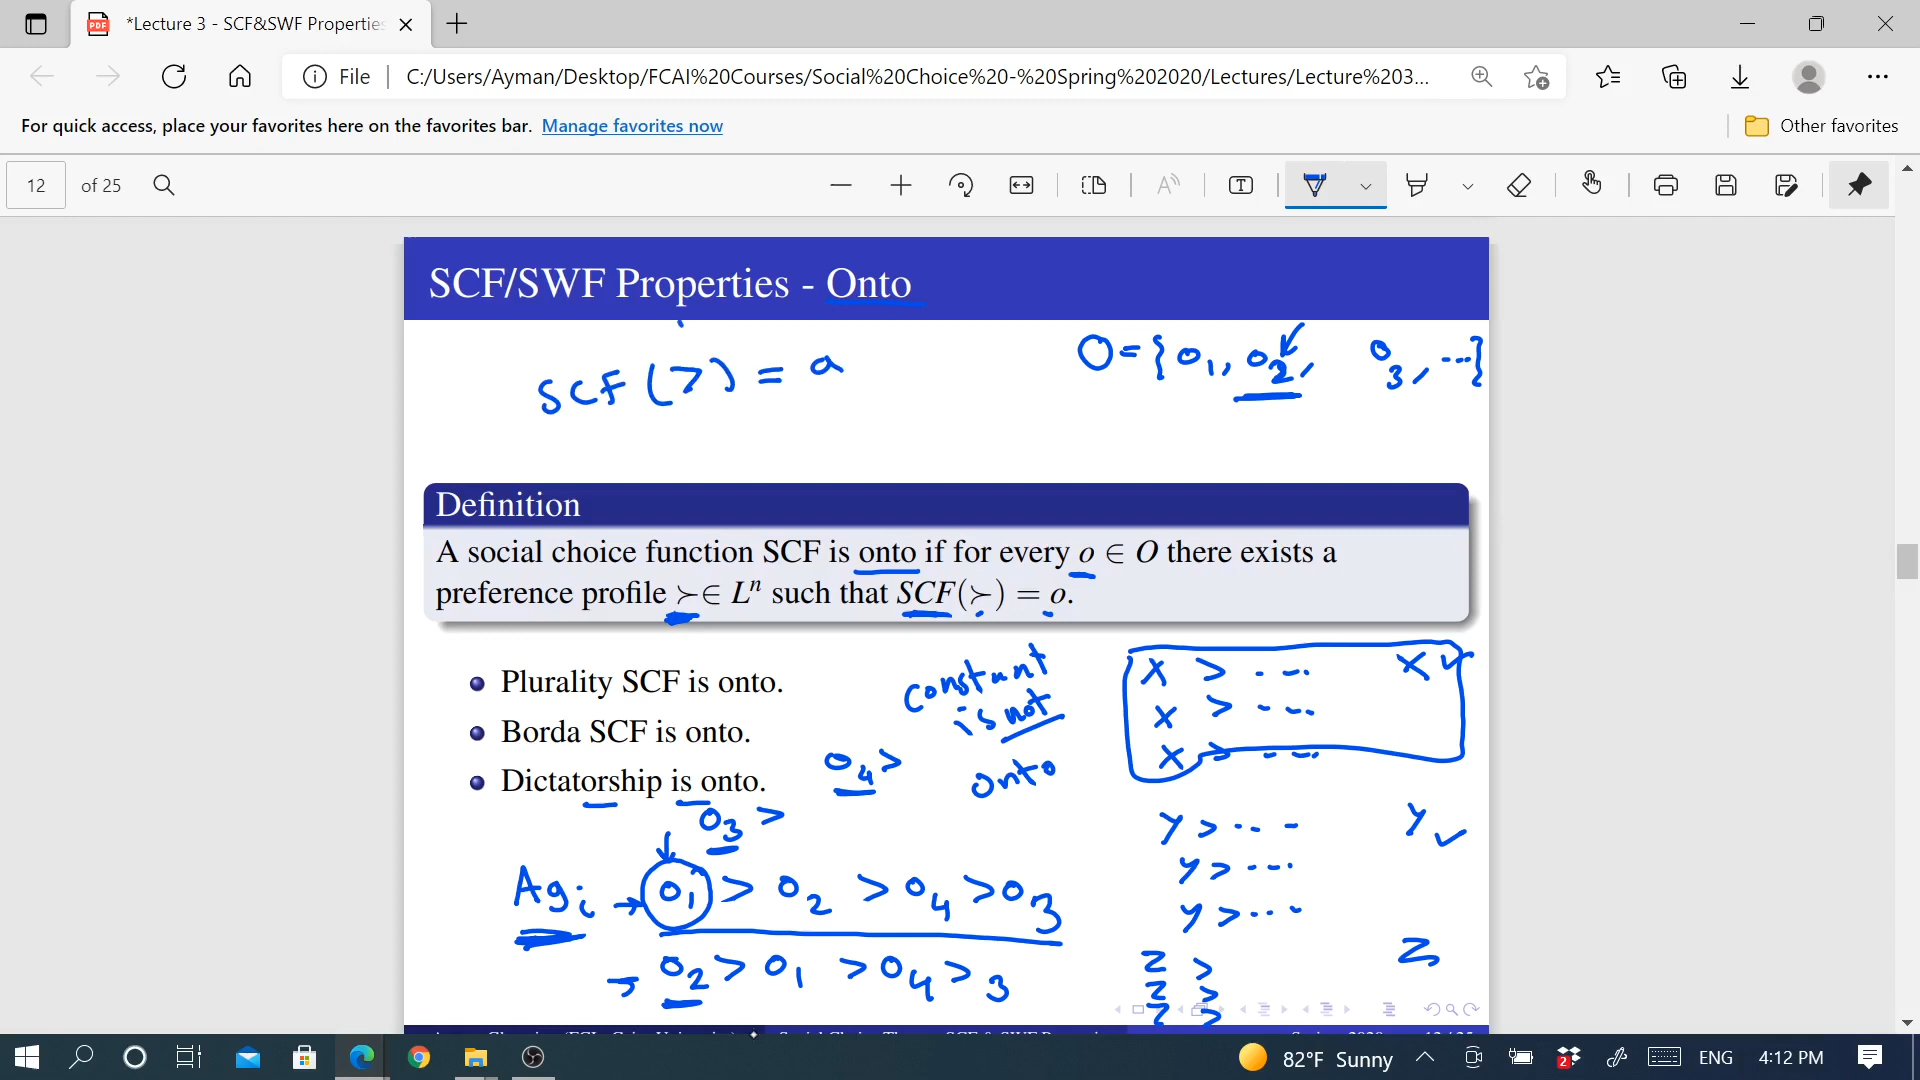 *Lecture 3 - SCF&SWF Properties
File
C:/Users/Ayman/Desktop/FCAI%20Courses/Social%20Choice%20-%20Spring%202020/Lectures/Lecture%203...
For quick access, place your favorites here on the favorites bar. Manage favorites now
Other favorites
12 of 25
SCF/SWF Properties - Onto
SCF(>) = a
O = {o1, o2, o3, ...}
Definition
A social choice function SCF is onto if for every o ∈ O there exists a
preference profile ≻∈ Lⁿ such that SCF(≻) = o.
Plurality SCF is onto.
Borda SCF is onto.
Dictatorship is onto.
constant
is not
onto
o4 >
o3 >
Agi → o1 > o2 > o4 > o3
→ o2 > o1 > o4 > 3
x > ... x ✓
x > ...
x > ...
y > ... y ✓
y > ...
y > ...
z > z
z >
z >
82°F Sunny
2
ENG
4:12 PM